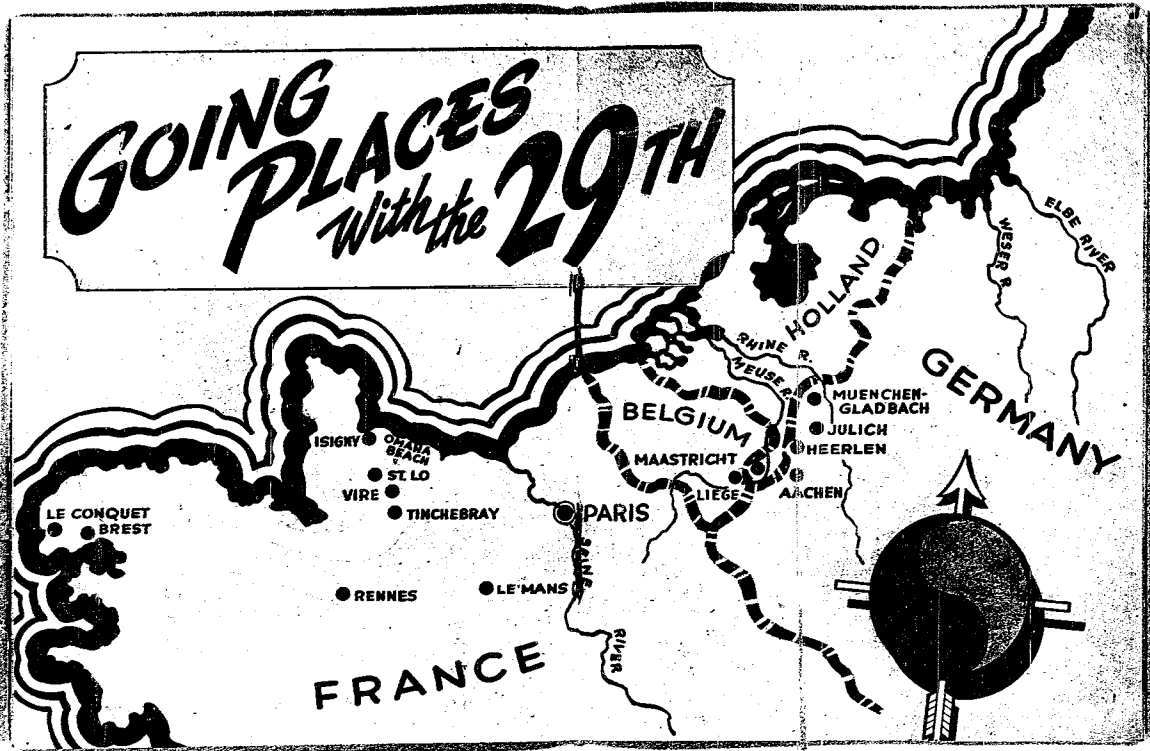 GOING
PLACES
With the 29TH
ELBE RIVER
WESER R
HOLLAND
RHINE R.
MEUSE R.
GERMANY
MUENCHEN-
GLADBACH
BELGIUM
JULICH
ISIGNY
OMAHA
BEACH
HEERLEN
MAASTRICHT
ST. LO
LIEGE
AACHEN
VIRE
LE CONQUET
TINCHEBRAY
PARIS
BREST
SEINE
RIVER
LE'MANS
RENNES
FRANCE